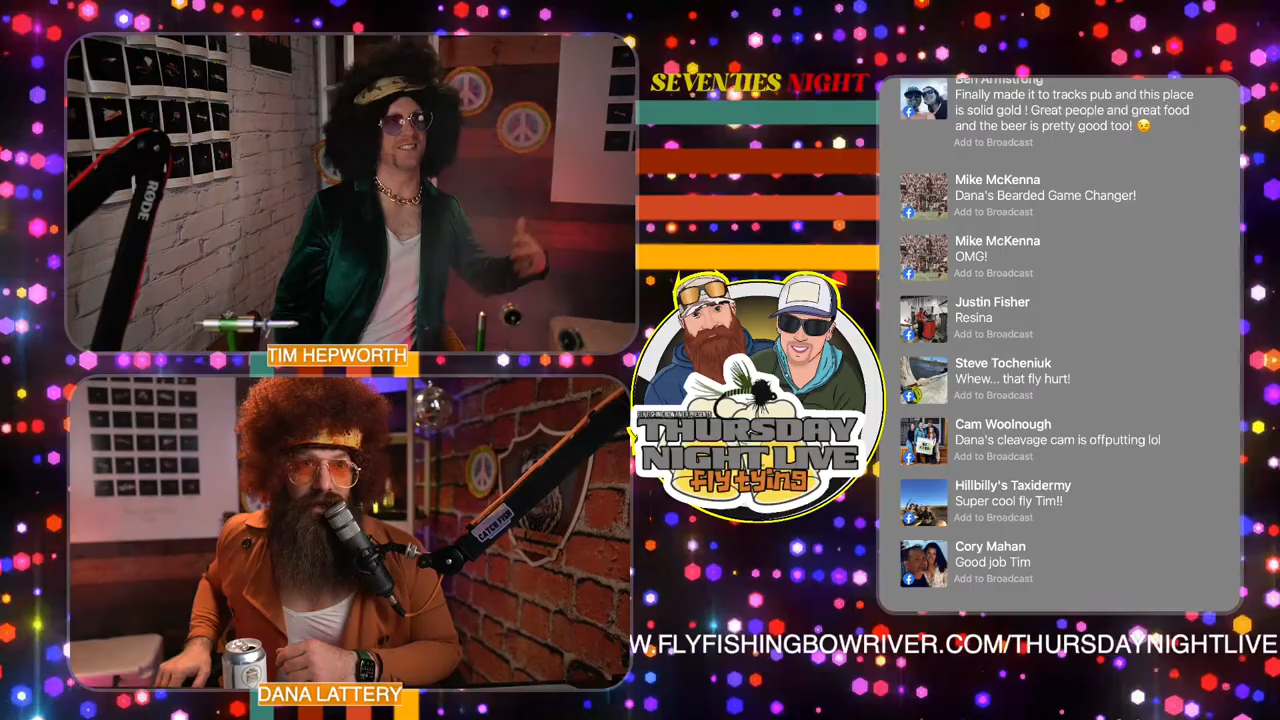 SEVENTIES NIGHT
RØDE
TIM HEPWORTH
CATCH FISH
DANA LATTERY
FLYFISHINGBOWRIVER PRESENTS
THURSDAY
NIGHT LIVE
fly tying
Ben Armstrong
Finally made it to tracks pub and this place
is solid gold ! Great people and great food
and the beer is pretty good too! 😉
Add to Broadcast
Mike McKenna
Dana's Bearded Game Changer!
Add to Broadcast
Mike McKenna
OMG!
Add to Broadcast
Justin Fisher
Resina
Add to Broadcast
Steve Tocheniuk
Whew... that fly hurt!
Add to Broadcast
Cam Woolnough
Dana's cleavage cam is offputting lol
Add to Broadcast
Hillbilly's Taxidermy
Super cool fly Tim!!
Add to Broadcast
Cory Mahan
Good job Tim
Add to Broadcast
W.FLYFISHINGBOWRIVER.COM/THURSDAYNIGHTLIVE